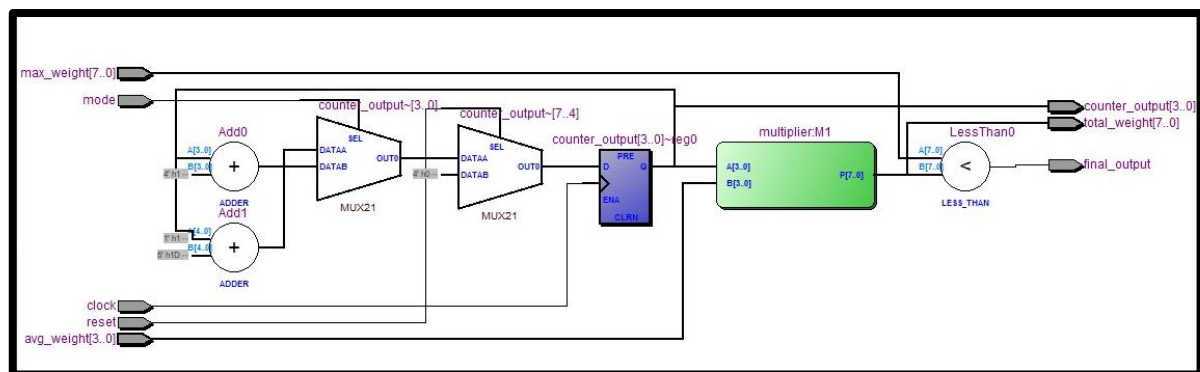 max_weight[7..0]
mode
counter_output~[3..0]
counter_output~[7..4]
counter_output[3..0]
total_weight[7..0]
Add0
SEL
SEL
counter_output[3..0]~reg0
multiplier:M1
LessThan0
A[3..0]
B[3..0]
4' h1 --
ADDER
DATAA
DATAB
OUT0
MUX21
DATAA
DATAB
OUT0
4' h0 --
MUX21
PRE
D
Q
ENA
CLRN
A[3..0]
B[3..0]
P[7..0]
A[7..0]
B[7..0]
<
LESS_THAN
final_output
+
Add1
A[4..0]
B[4..0]
1' h1 --
5' h1D --
+
ADDER
clock
reset
avg_weight[3..0]